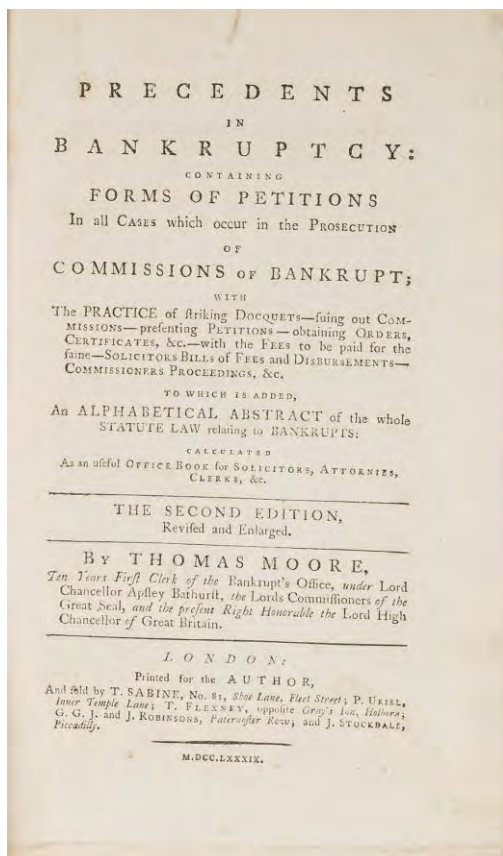 PRECEDENTS
IN
BANKRUPTCY:
CONTAINING
FORMS OF PETITIONS
In all CASES which occur in the PROSECUTION
OF
COMMISSIONS OF BANKRUPT;
WITH
The PRACTICE of ſtriking DOCQUETS—ſuing out COM-
MISSIONS—preſenting PETITIONS—obtaining ORDERS,
CERTIFICATES, &c.—with the FEES to be paid for the
ſame—SOLICITORS BILLS of FEES and DISBURSEMENTS—
COMMISSIONERS PROCEEDINGS, &c.
TO WHICH IS ADDED,
An ALPHABETICAL ABSTRACT of the whole
STATUTE LAW relating to BANKRUPTS:
CALCULATED
As an uſeful OFFICE BOOK for SOLICITORS, ATTORNIES,
CLERKS, &c.
THE SECOND EDITION,
Reviſed and Enlarged.
BY THOMAS MOORE,
Ten Years Firſt Clerk of the Bankrupt's Office, under Lord
Chancellor Apſley Bathurſt, the Lords Commiſſioners of the
Great Seal, and the preſent Right Honorable the Lord High
Chancellor of Great Britain.
LONDON:
Printed for the AUTHOR,
And ſold by T. SABINE, No. 81, Shoe Lane, Fleet Street; P. URIEL,
Inner Temple Lane; T. FLEXNEY, oppoſite Gray's Inn, Holborn;
G. G. J. and J. ROBINSONS, Paternoſter Row; and J. STOCKDALE,
Piccadilly.
M.DCC.LXXXIX.